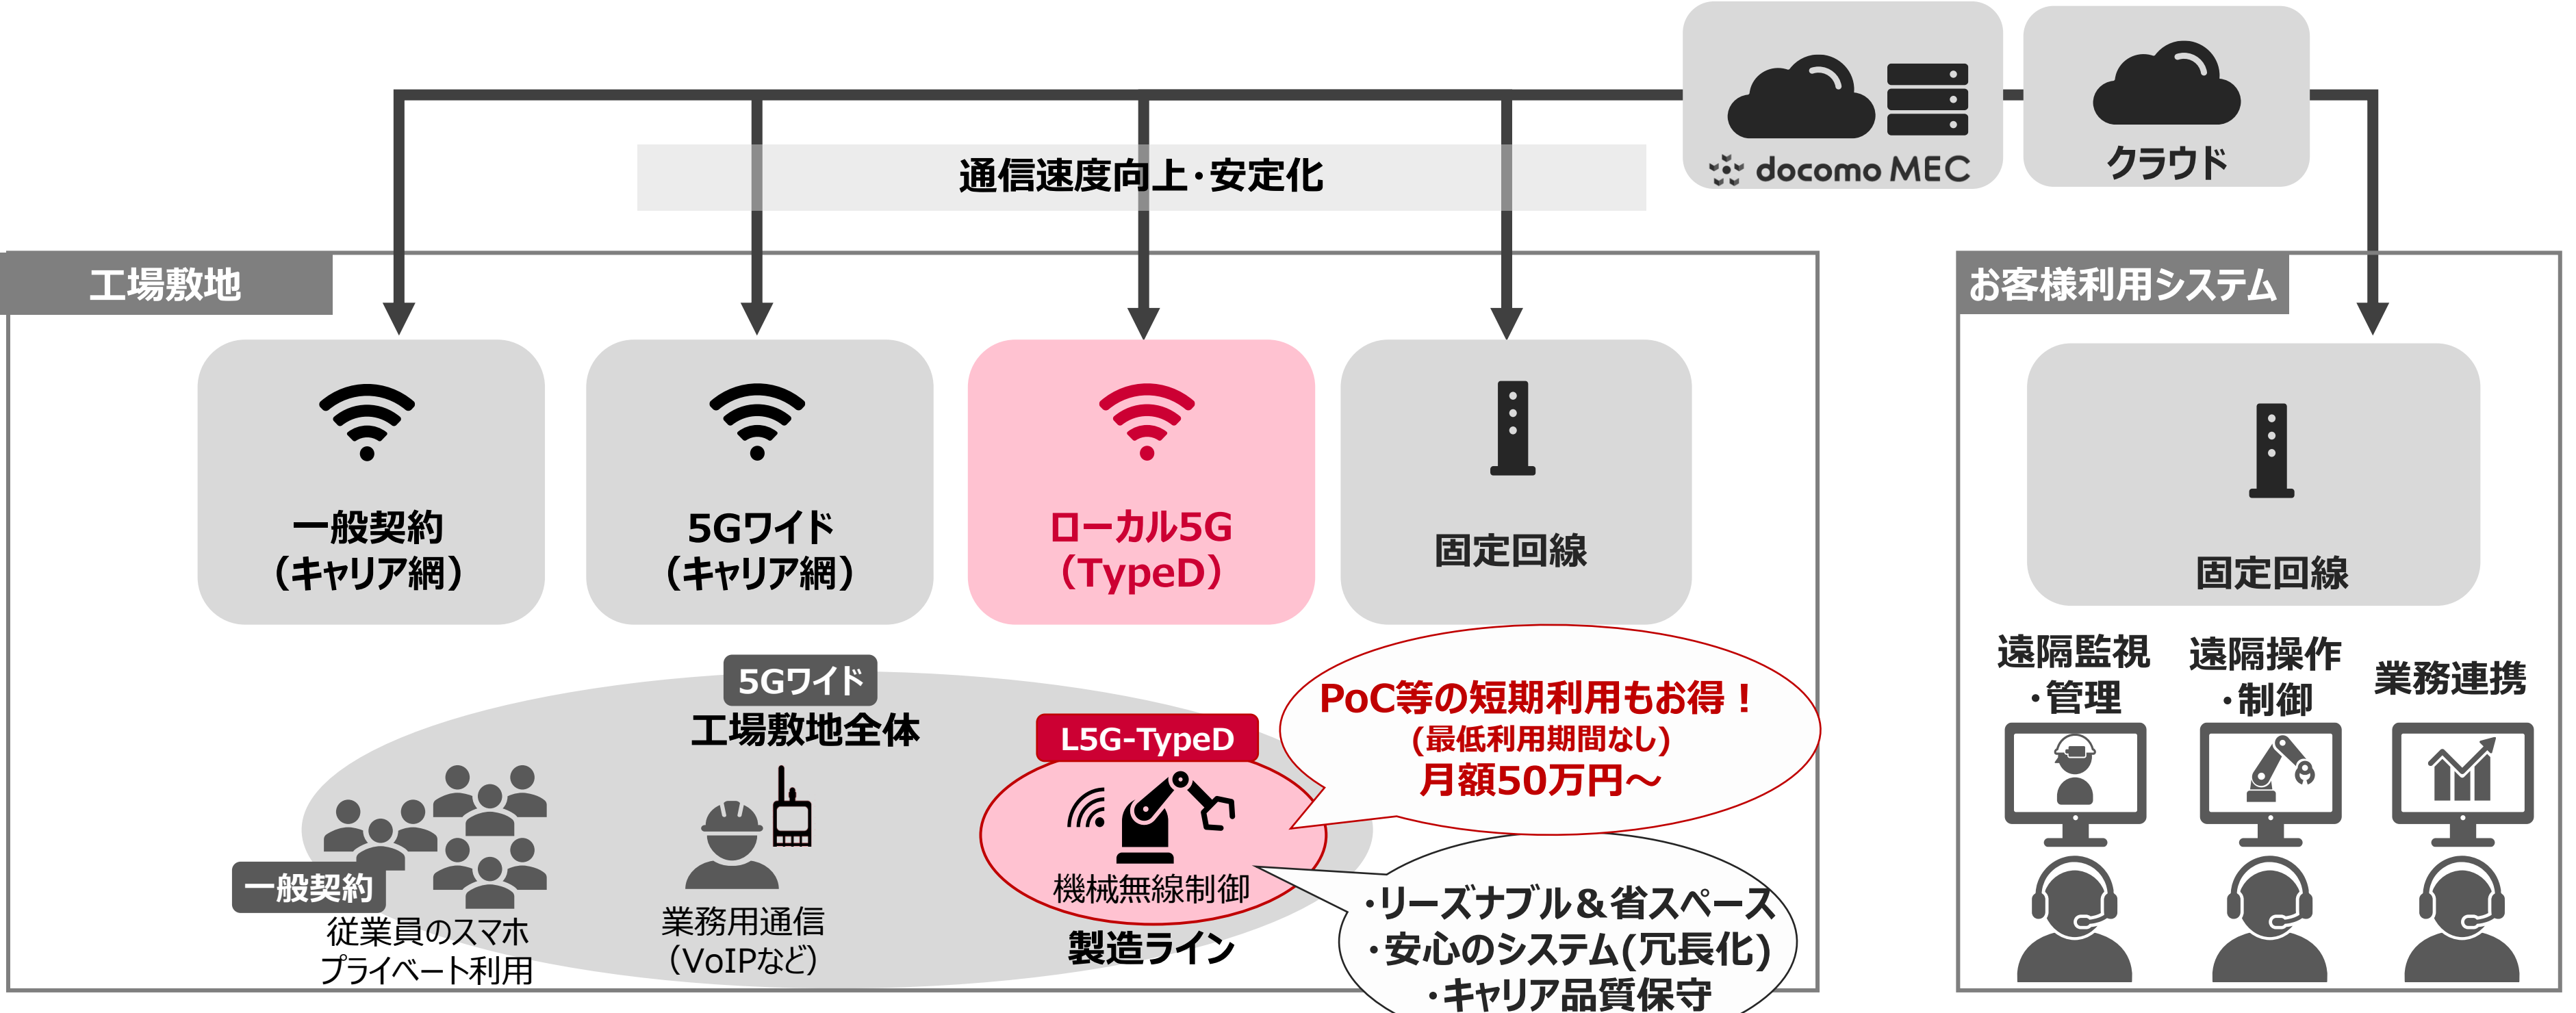 docomo MEC
クラウド
通信速度向上・安定化
工場敷地
お客様利用システム
一般契約
（キャリア網）
5Gワイド
（キャリア網）
ローカル5G
（TypeD）
固定回線
固定回線
5Gワイド
工場敷地全体
L5G-TypeD
PoC等の短期利用もお得！
(最低利用期間なし)
月額50万円～
遠隔監視
・管理
遠隔操作
・制御
業務連携
一般契約
従業員のスマホ
プライベート利用
業務用通信
（VoIPなど）
機械無線制御
製造ライン
・リーズナブル＆省スペース
・安心のシステム(冗長化)
・キャリア品質保守